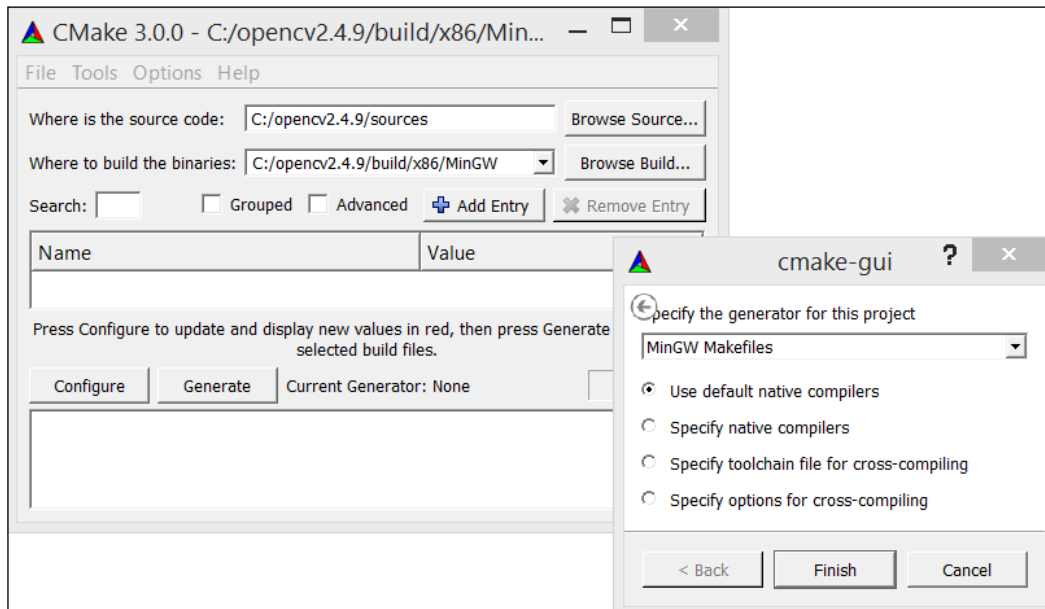 CMake 3.0.0 - C:/opencv2.4.9/build/x86/Min...
File Tools Options Help
Where is the source code: C:/opencv2.4.9/sources Browse Source...
Where to build the binaries: C:/opencv2.4.9/build/x86/MinGW Browse Build...
Search: Grouped Advanced Add Entry Remove Entry
Name Value
Press Configure to update and display new values in red, then press Generate
selected build files.
Configure Generate Current Generator: None
cmake-gui ?
pecify the generator for this project
MinGW Makefiles
Use default native compilers
Specify native compilers
Specify toolchain file for cross-compiling
Specify options for cross-compiling
< Back Finish Cancel